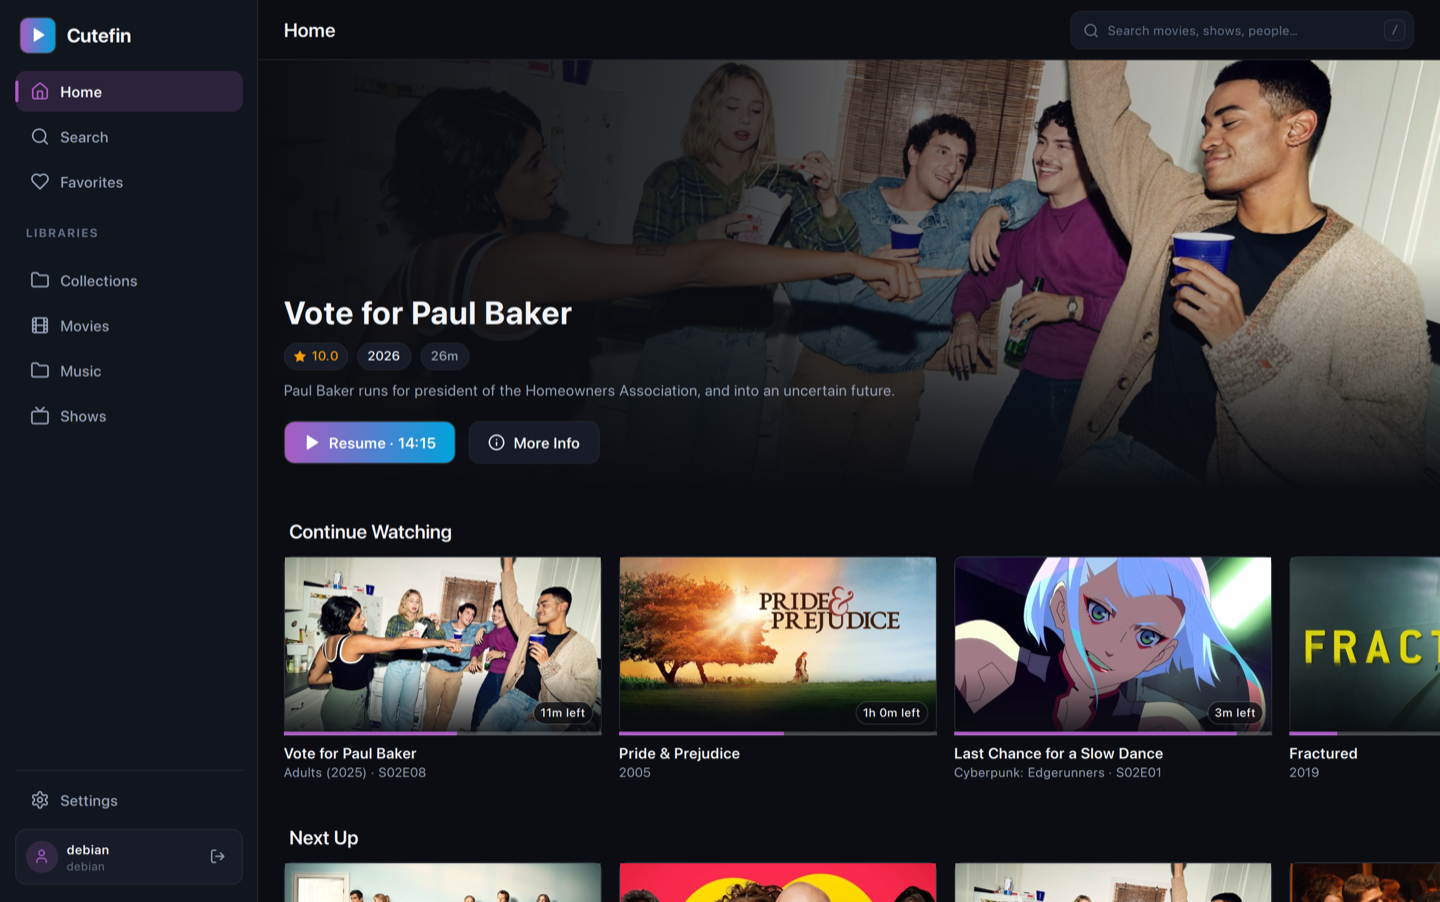 Cutefin
Home
Search
Favorites
LIBRARIES
Collections
Movies
Music
Shows
Settings
debian
debian
Home
Search movies, shows, people...
/
Vote for Paul Baker
10.0
2026
26m
Paul Baker runs for president of the Homeowners Association, and into an uncertain future.
Resume · 14:15
More Info
Continue Watching
11m left
Vote for Paul Baker
Adults (2025) · S02E08
PRIDE &
PREJUDICE
1h 0m left
Pride & Prejudice
2005
3m left
Last Chance for a Slow Dance
Cyberpunk: Edgerunners · S02E01
FRACT
Fractured
2019
Next Up